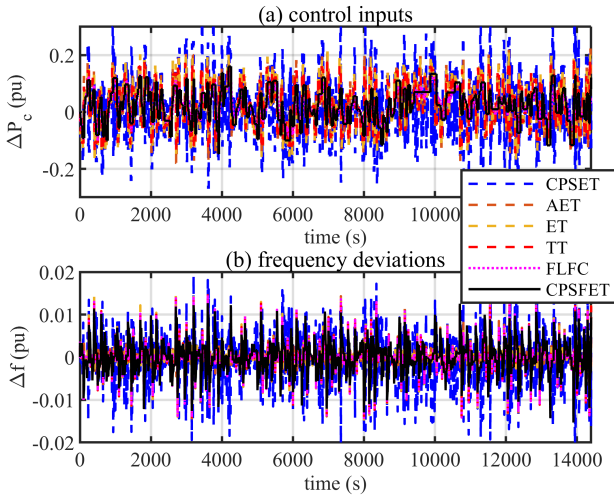 (a) control inputs
0.2
0
-0.2
ΔP_c (pu)
0 2000 4000 6000 8000 10000
time (s)
CPSET
AET
ET
TT
FLFC
CPSFET
(b) frequency deviations
0.02
0.01
0
-0.01
-0.02
Δf (pu)
0 2000 4000 6000 8000 10000 12000 14000
time (s)